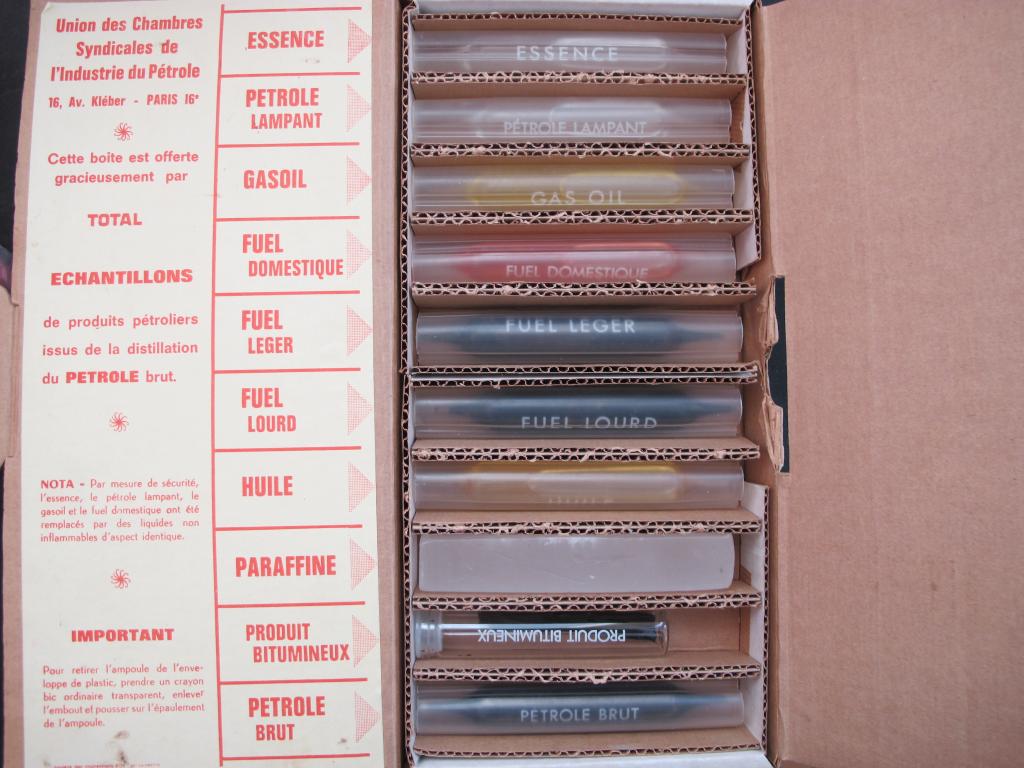 Union des Chambres
Syndicales de
l'Industrie du Pétrole
16, Av. Kléber - PARIS 16e
Cette boite est offerte
gracieusement par
TOTAL
ECHANTILLONS
de produits pétroliers
issus de la distillation
du PETROLE brut.
NOTA - Par mesure de sécurité,
l'essence, le pétrole lampant, le
gasoil et le fuel domestique ont été
remplacés par des liquides non
inflammables d'aspect identique.
IMPORTANT
Pour retirer l'ampoule de l'enve-
loppe de plastic, prendre un crayon
bic ordinaire transparent, enlever
l'embout et pousser sur l'épaulement
de l'ampoule.
ESSENCE
PETROLE
LAMPANT
GASOIL
FUEL
DOMESTIQUE
FUEL
LEGER
FUEL
LOURD
HUILE
PARAFFINE
PRODUIT
BITUMINEUX
PETROLE
BRUT
ESSENCE
PÉTROLE LAMPANT
GAS OIL
FUEL DOMESTIQUE
FUEL LEGER
FUEL LOURD
PRODUIT BITUMINEUX
PETROLE BRUT